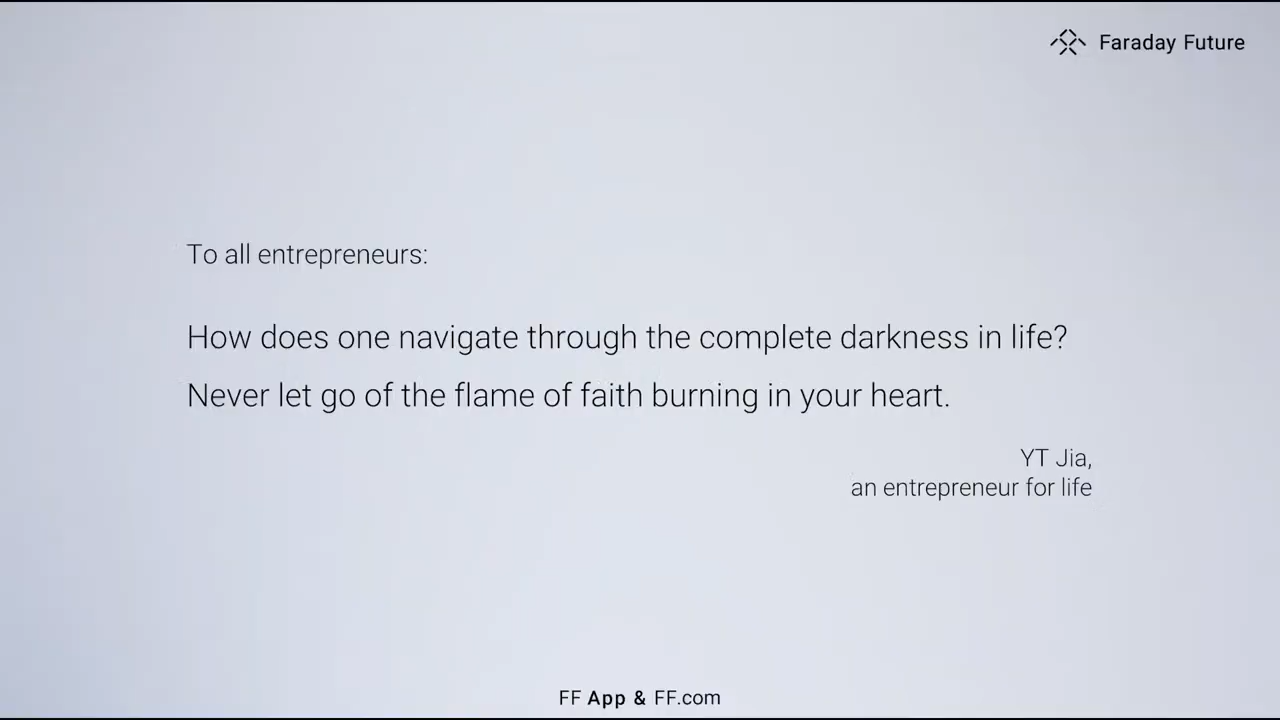 Faraday Future
To all entrepreneurs:
How does one navigate through the complete darkness in life?
Never let go of the flame of faith burning in your heart.
YT Jia,
an entrepreneur for life
FF App & FF.com